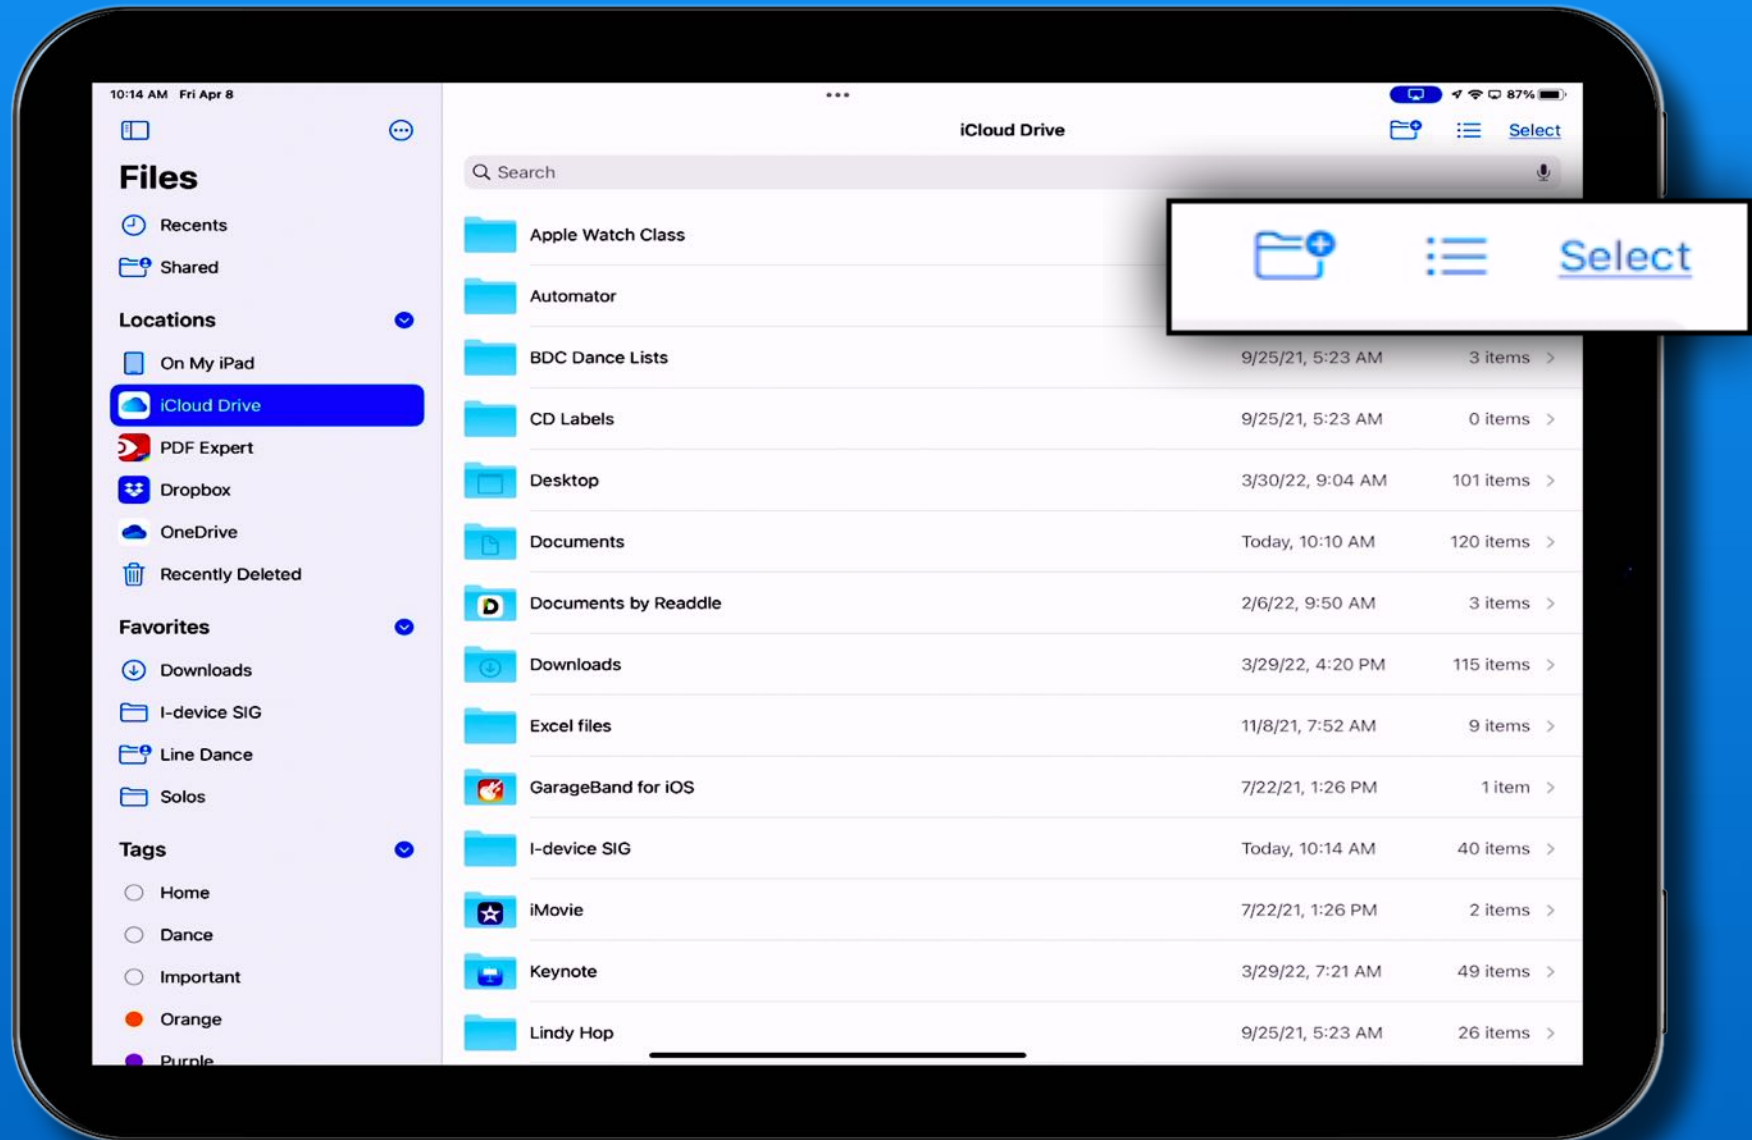 10:14 AM Fri Apr 8
87%
iCloud Drive
Select
Files
Search
Recents
Shared
Locations
On My iPad
iCloud Drive
PDF Expert
Dropbox
OneDrive
Recently Deleted
Favorites
Downloads
I-device SIG
Line Dance
Solos
Tags
Home
Dance
Important
Orange
Purple
Apple Watch Class
Automator
Select
BDC Dance Lists 9/25/21, 5:23 AM 3 items
CD Labels 9/25/21, 5:23 AM 0 items
Desktop 3/30/22, 9:04 AM 101 items
Documents Today, 10:10 AM 120 items
Documents by Readdle 2/6/22, 9:50 AM 3 items
Downloads 3/29/22, 4:20 PM 115 items
Excel files 11/8/21, 7:52 AM 9 items
GarageBand for iOS 7/22/21, 1:26 PM 1 item
I-device SIG Today, 10:14 AM 40 items
iMovie 7/22/21, 1:26 PM 2 items
Keynote 3/29/22, 7:21 AM 49 items
Lindy Hop 9/25/21, 5:23 AM 26 items